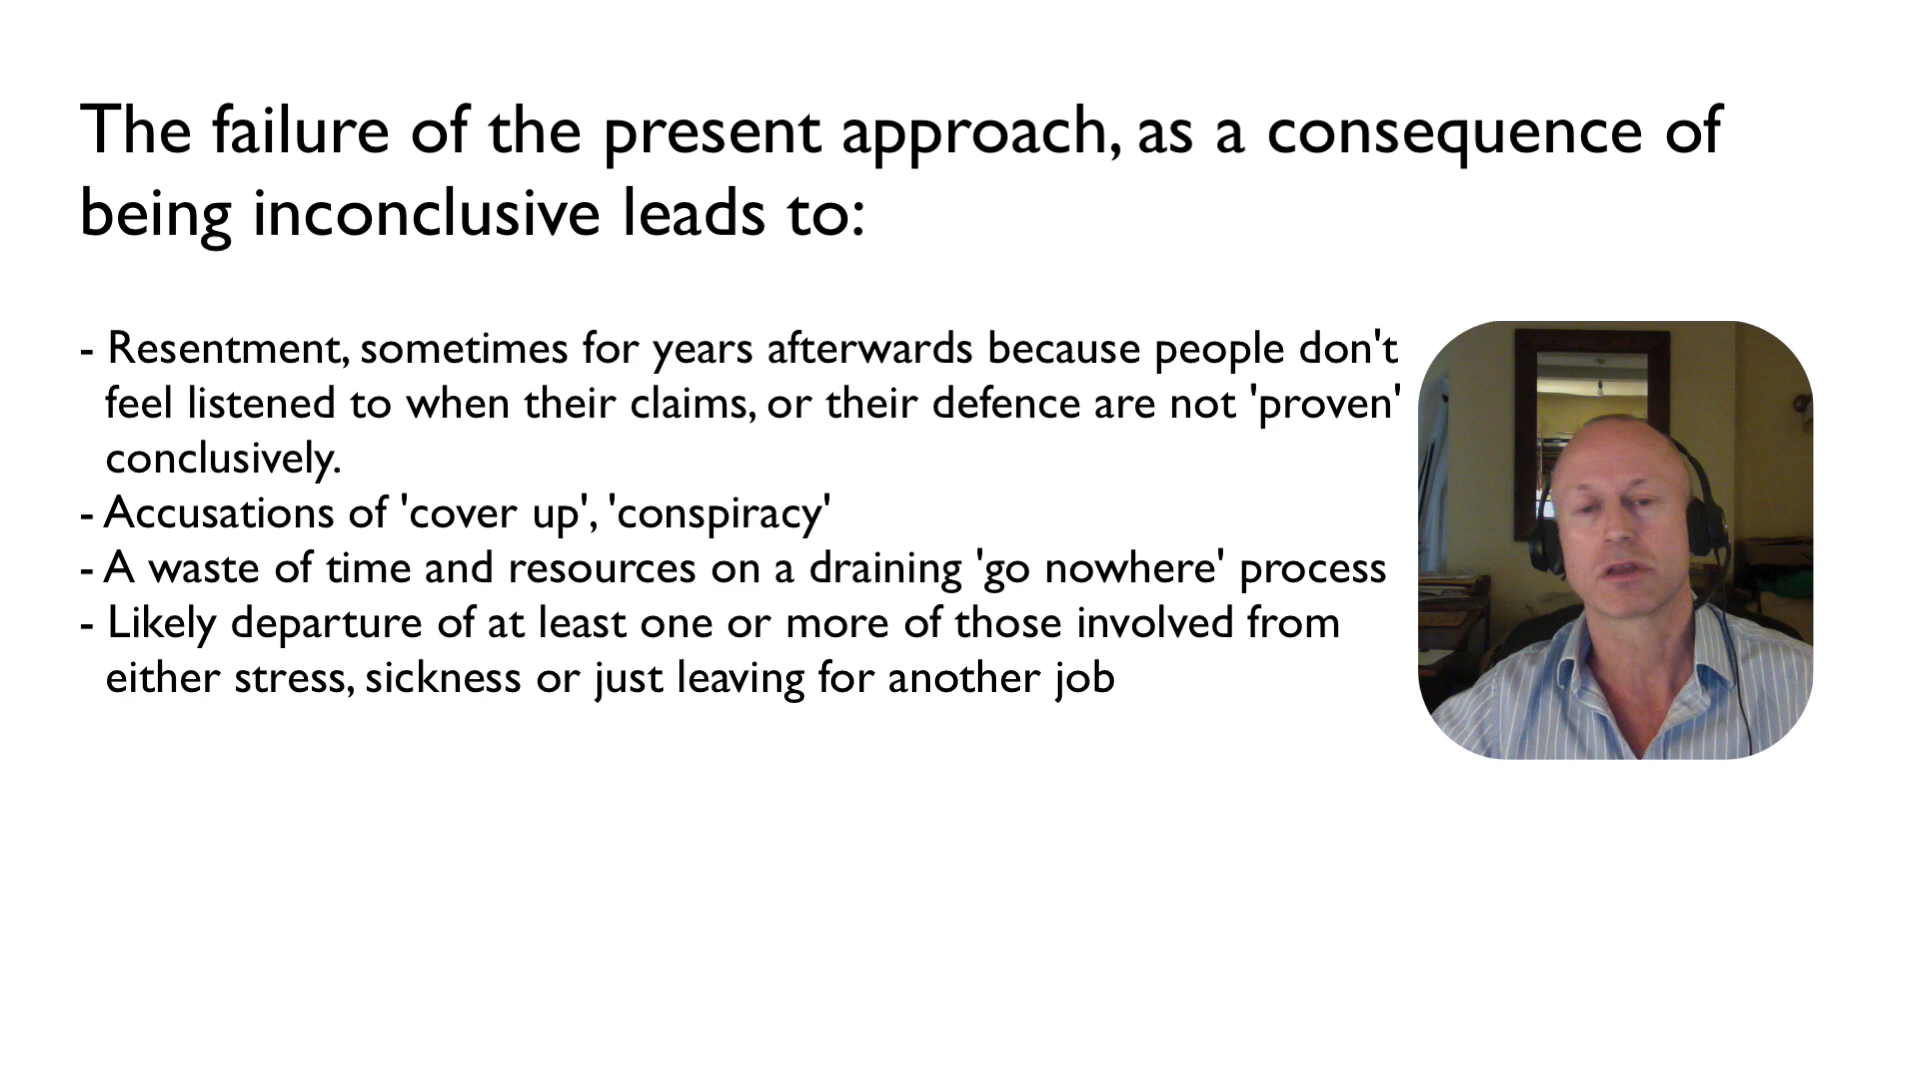 The failure of the present approach, as a consequence of
being inconclusive leads to:
- Resentment, sometimes for years afterwards because people don't
feel listened to when their claims, or their defence are not 'proven'
conclusively.
- Accusations of 'cover up', 'conspiracy'
- A waste of time and resources on a draining 'go nowhere' process
- Likely departure of at least one or more of those involved from
either stress, sickness or just leaving for another job